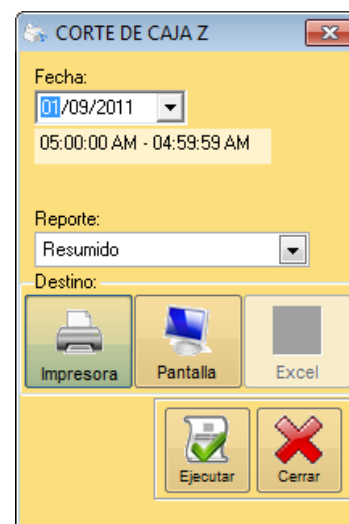 CORTE DE CAJA Z
Fecha:
01/09/2011
05:00:00 AM - 04:59:59 AM
Reporte:
Resumido
Destino:
Impresora Pantalla Excel
Ejecutar Cerrar